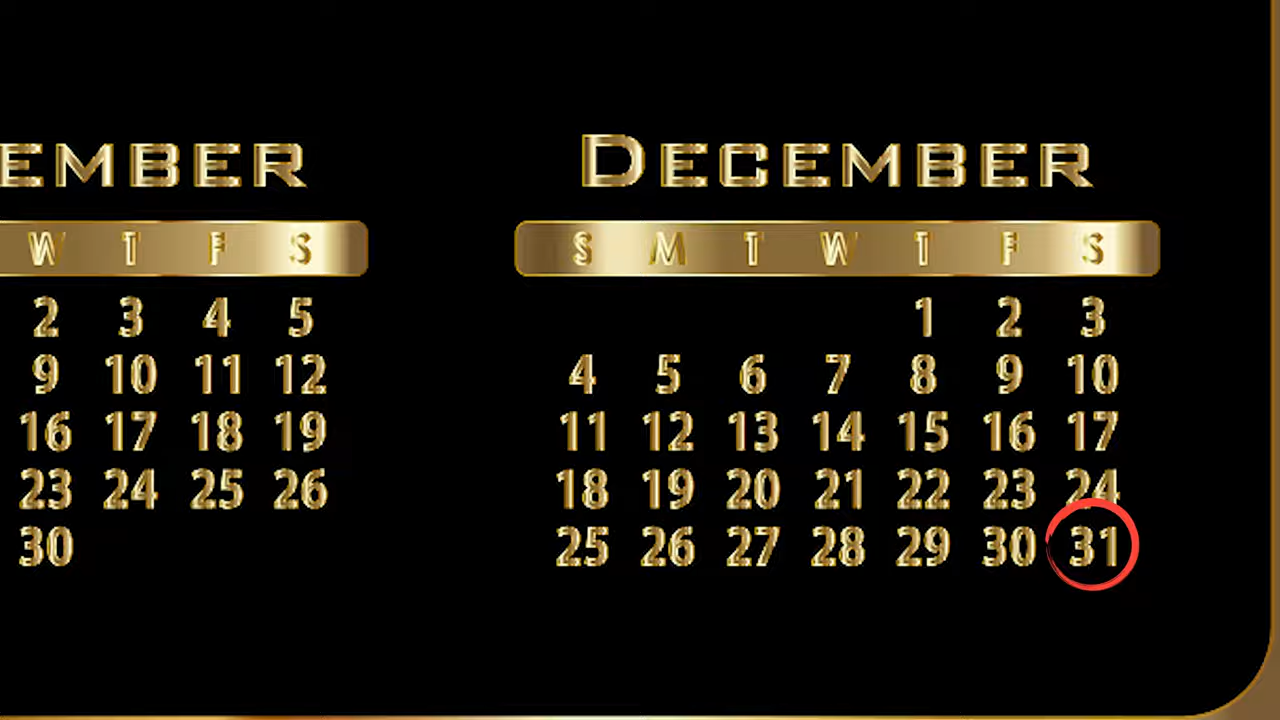 EMBER
W T F S
2 3 4 5
9 10 11 12
16 17 18 19
23 24 25 26
30
DECEMBER
S M T W T F S
1 2 3
4 5 6 7 8 9 10
11 12 13 14 15 16 17
18 19 20 21 22 23 24
25 26 27 28 29 30 31